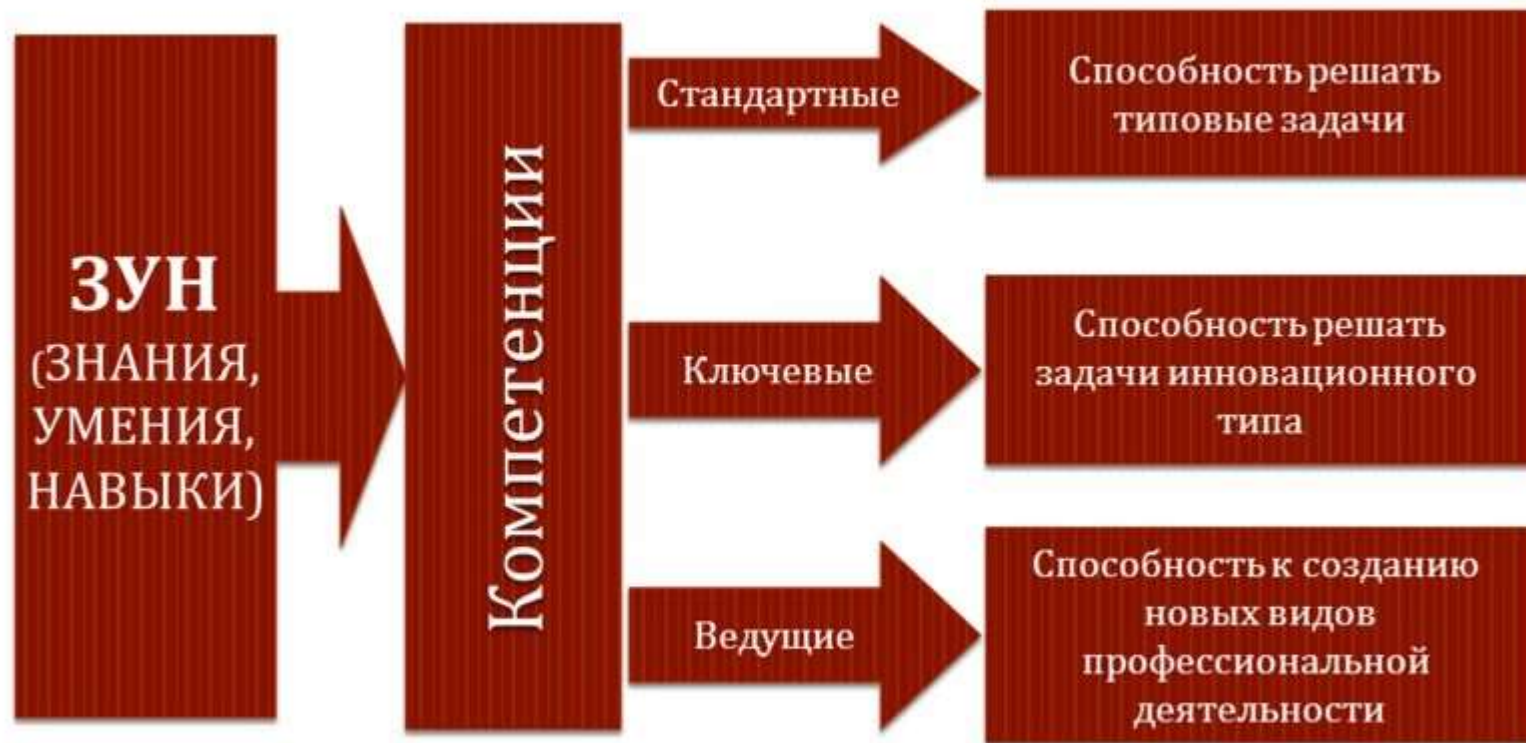 ЗУН
(ЗНАНИЯ,
УМЕНИЯ,
НАВЫКИ)
Компетенции
Стандартные
Способность решать
типовые задачи
Ключевые
Способность решать
задачи инновационного
типа
Ведущие
Способность к созданию
новых видов
профессиональной
деятельности